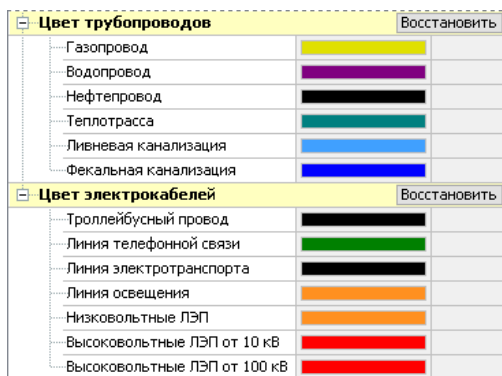 Цвет трубопроводов Восстановить
Газопровод
Водопровод
Нефтепровод
Теплотрасса
Ливневая канализация
Фекальная канализация
Цвет электрокабелей Восстановить
Троллейбусный провод
Линия телефонной связи
Линия электротранспорта
Линия освещения
Низковольтные ЛЭП
Высоковольтные ЛЭП от 10 кВ
Высоковольтные ЛЭП от 100 кВ